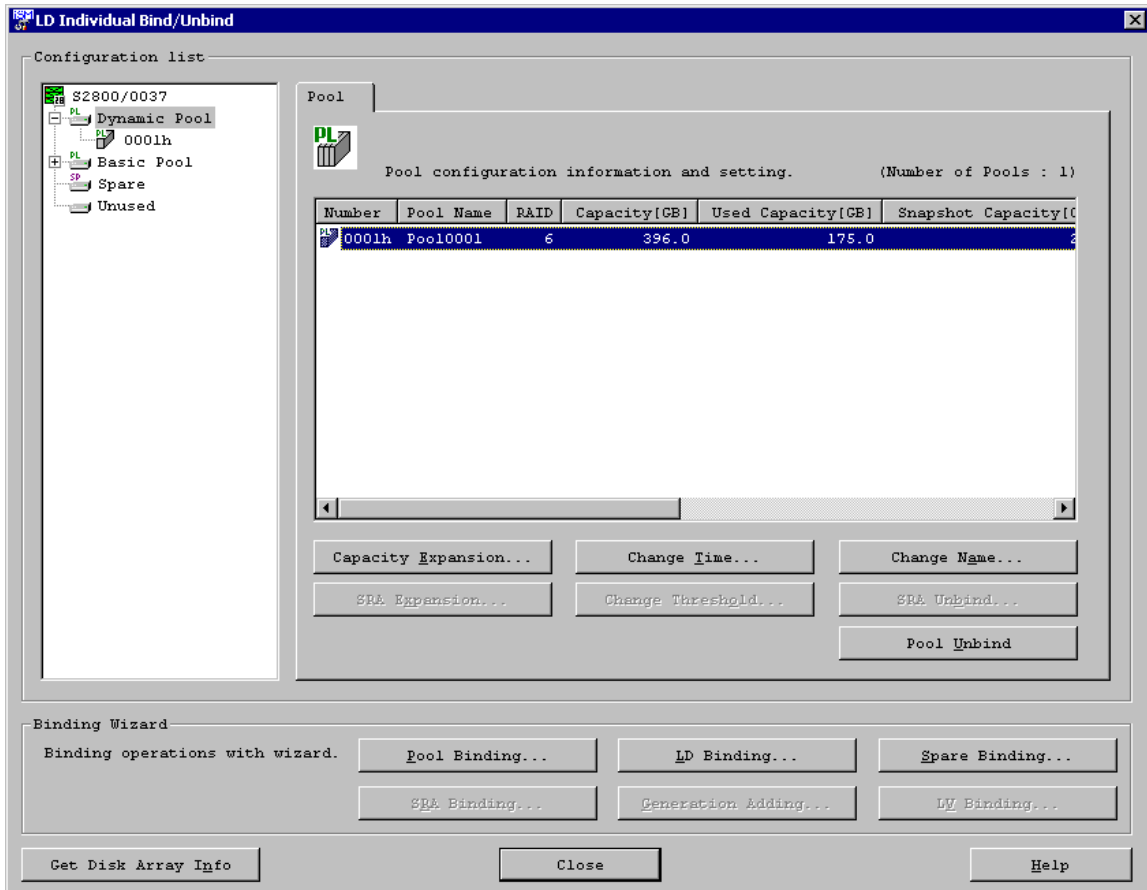 LD Individual Bind/Unbind
Configuration list
S2800/0037
Dynamic Pool
0001h
Basic Pool
Spare
Unused
Pool
Pool configuration information and setting. (Number of Pools : 1)
Number Pool Name RAID Capacity[GB] Used Capacity[GB] Snapshot Capacity[G
0001h Pool0001 6 396.0 175.0
Capacity Expansion... Change Time... Change Name...
SRA Expansion... Change Threshold... SRA Unbind...
Pool Unbind
Binding Wizard
Binding operations with wizard. Pool Binding... LD Binding... Spare Binding...
SRA Binding... Generation Adding... LV Binding...
Get Disk Array Info Close Help